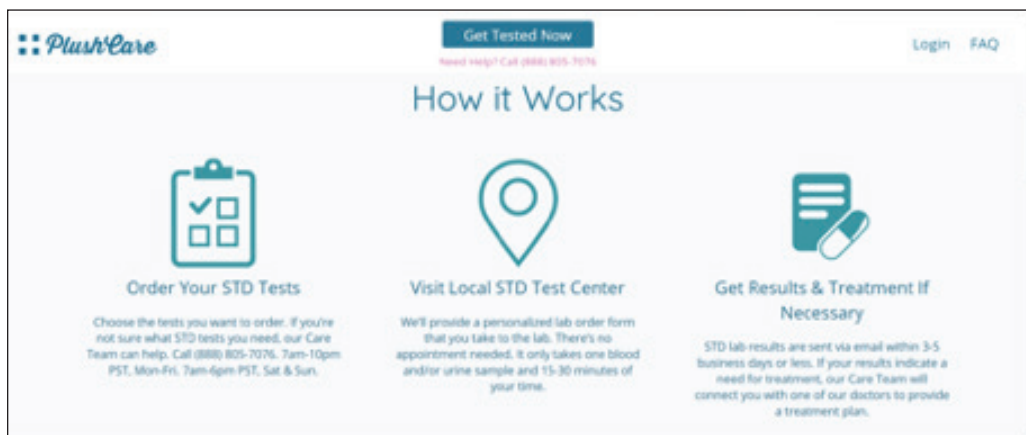 PlushCare
Get Tested Now
Need Help? Call (888) 805-7076
Login FAQ
How it Works
Order Your STD Tests
Choose the tests you want to order. If you're
not sure what STD tests you need, our Care
Team can help. Call (888) 805-7076. 7am-10pm
PST, Mon-Fri. 7am-6pm PST, Sat & Sun.
Visit Local STD Test Center
We'll provide a personalized lab order form
that you take to the lab. There's no
appointment needed. It only takes one blood
and/or urine sample and 15-30 minutes of
your time.
Get Results & Treatment If
Necessary
STD lab results are sent via email within 3-5
business days or less. If your results indicate a
need for treatment, our Care Team will
connect you with one of our doctors to provide
a treatment plan.